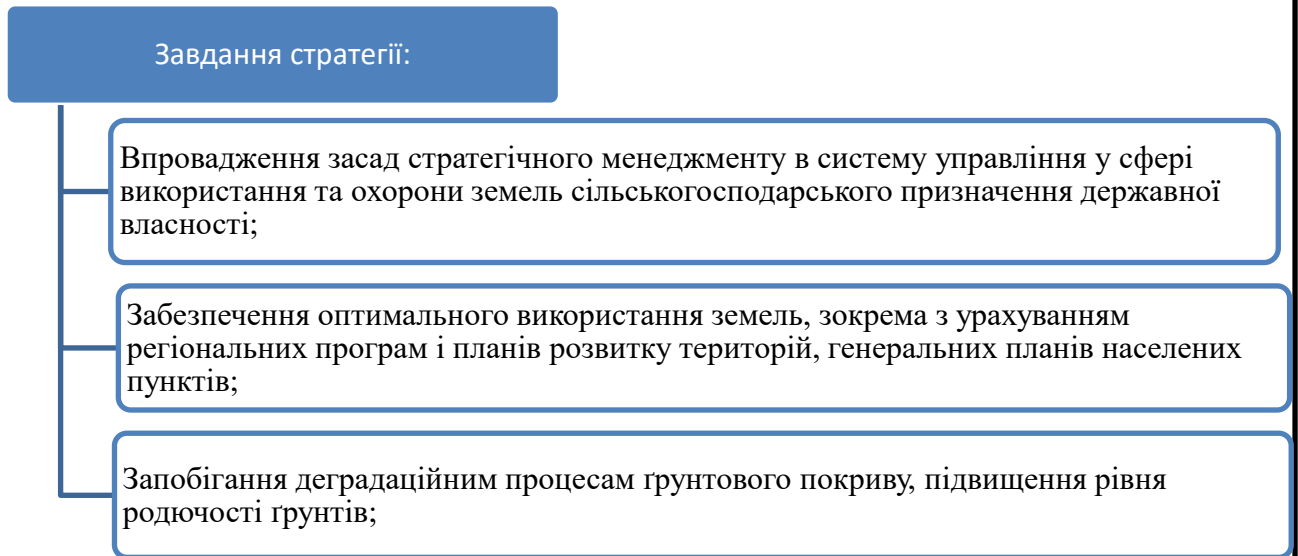 Завдання стратегії:
Впровадження засад стратегічного менеджменту в систему управління у сфері
використання та охорони земель сільськогосподарського призначення державної
власності;
Забезпечення оптимального використання земель, зокрема з урахуванням
регіональних програм і планів розвитку територій, генеральних планів населених
пунктів;
Запобігання деградаційним процесам ґрунтового покриву, підвищення рівня
родючості ґрунтів;